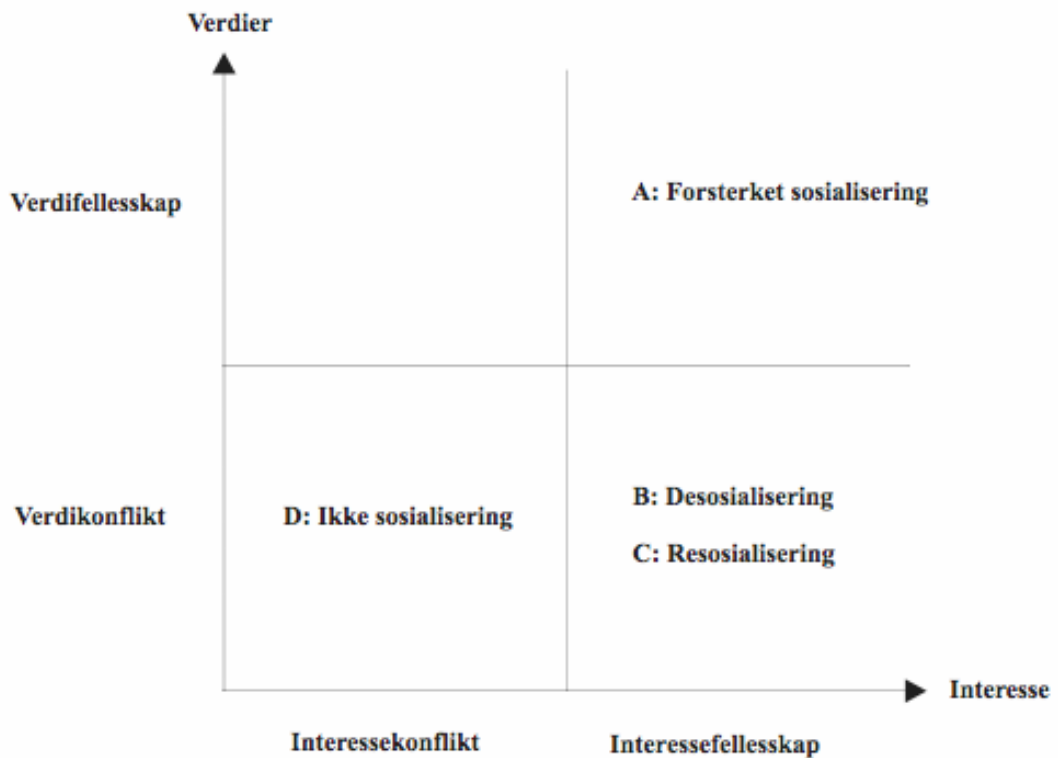 Verdier
Verdifellesskap
A: Forsterket sosialisering
Verdikonflikt
D: Ikke sosialisering
B: Desosialisering
C: Resosialisering
Interesse
Interessekonflikt
Interessefellesskap